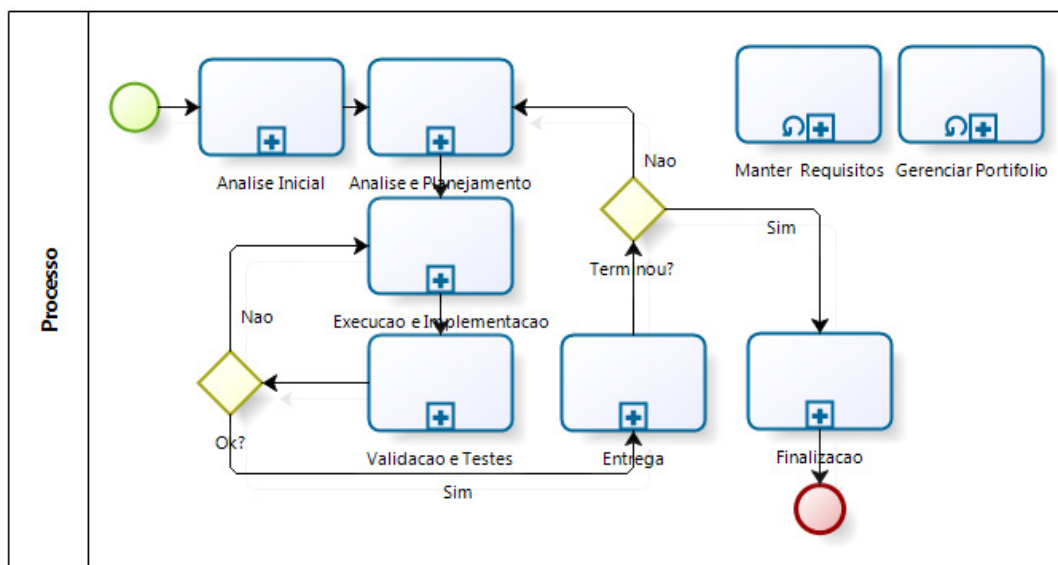 Processo
Analise Inicial
Analise e Planejamento
Nao
Manter Requisitos
Gerenciar Portifolio
Sim
Terminou?
Nao
Execucao e Implementacao
Ok?
Validacao e Testes
Entrega
Finalizacao
Sim